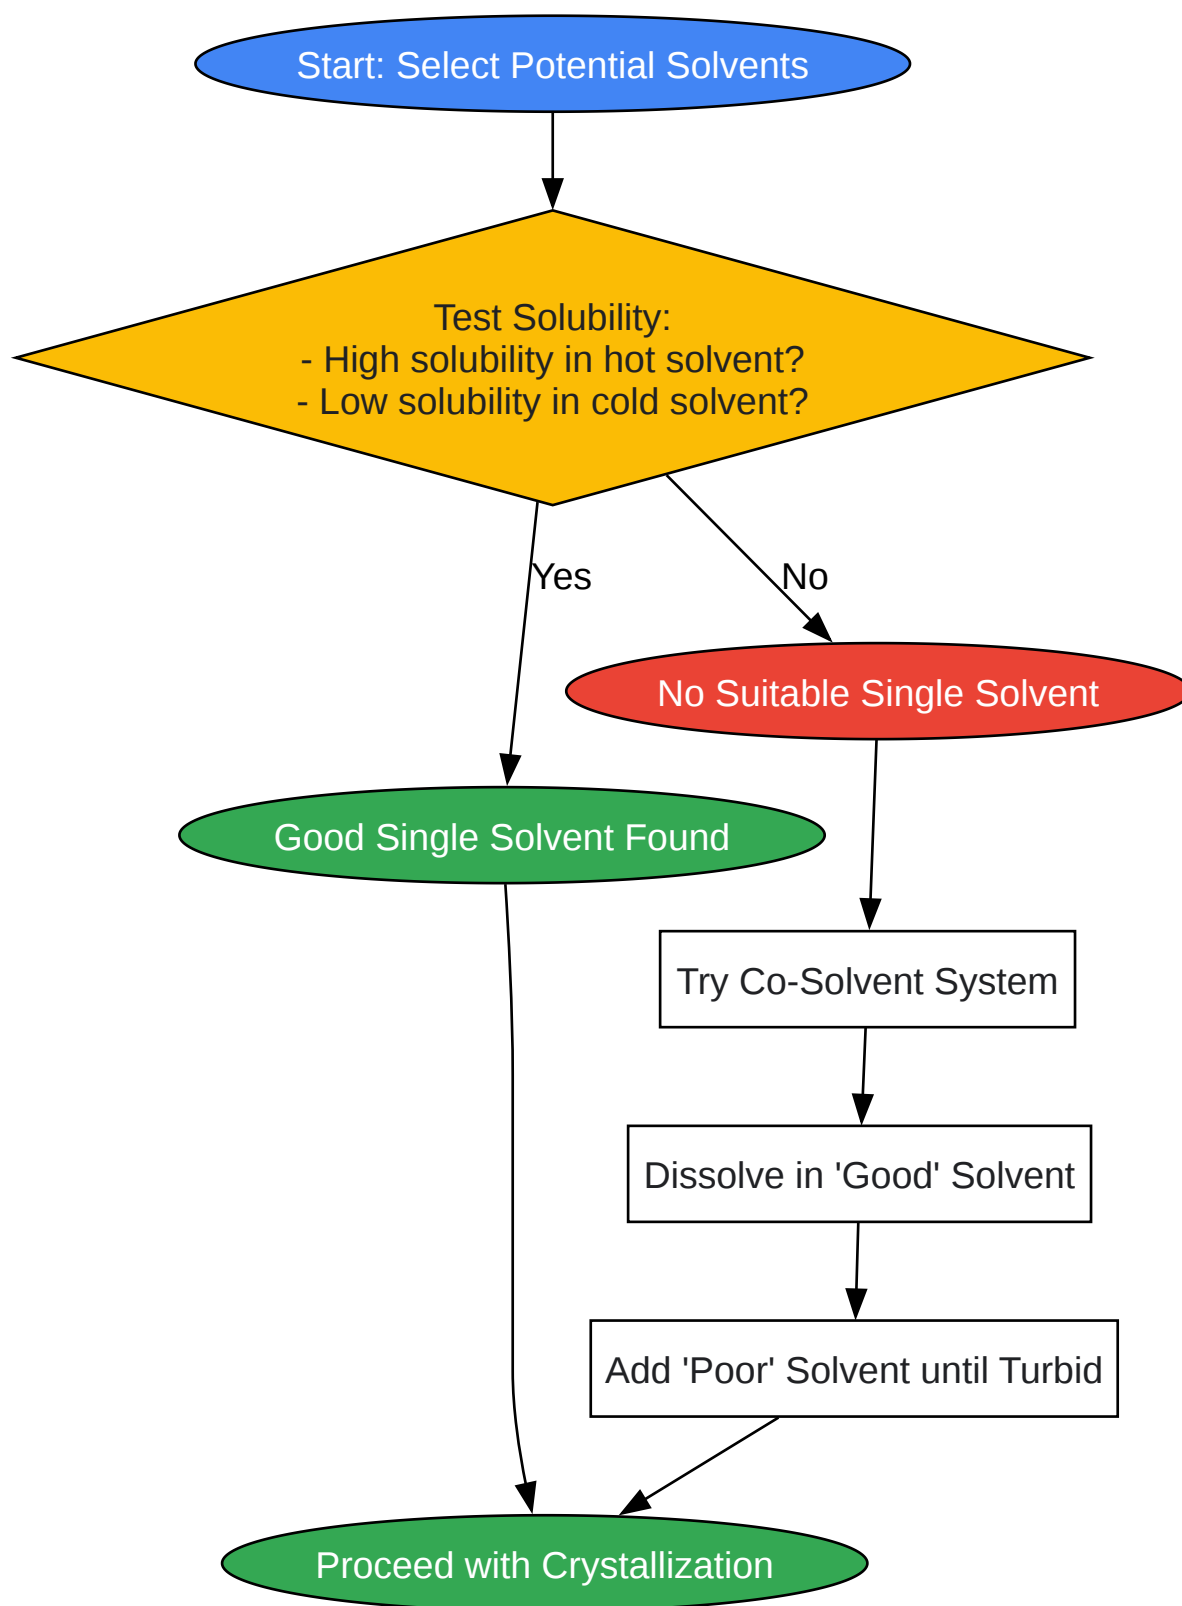 Start: Select Potential Solvents
Test Solubility:
- High solubility in hot solvent?
- Low solubility in cold solvent?
Yes
No
No Suitable Single Solvent
Good Single Solvent Found
Try Co-Solvent System
Dissolve in 'Good' Solvent
Add 'Poor' Solvent until Turbid
Proceed with Crystallization